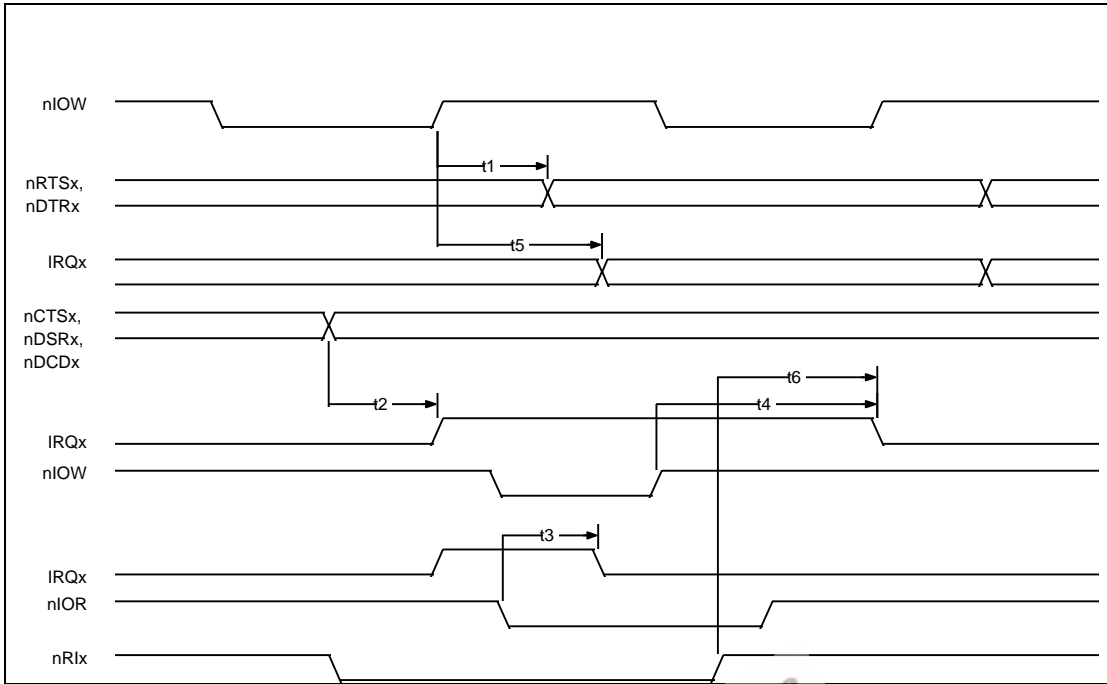 nIOW
t1
nRTSx,
nDTRx
t5
IRQx
nCTSx,
nDSRx,
nDCDx
t6
t2
t4
IRQx
nIOW
t3
IRQx
nIOR
nRIx